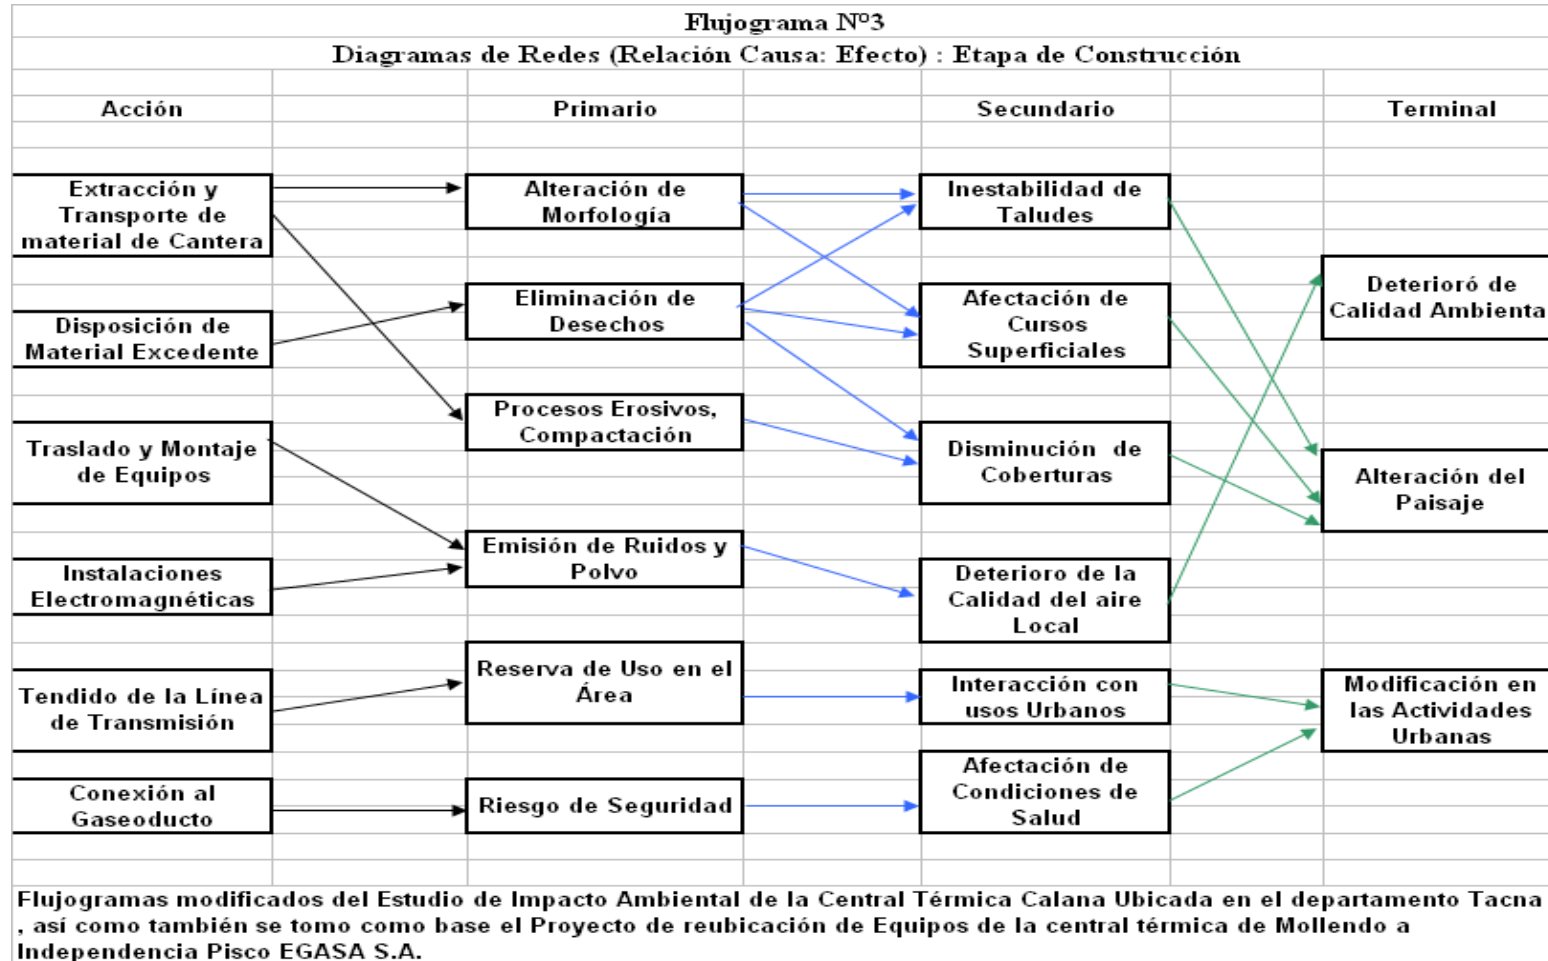 Flujograma N°3
Diagramas de Redes (Relación Causa: Efecto) : Etapa de Construcción
Acción
Primario
Secundario
Terminal
Extracción y
Transporte de
material de Cantera
Alteración de
Morfología
Inestabilidad de
Taludes
Deterioró de
Calidad Ambienta
Disposición de
Material Excedente
Eliminación de
Desechos
Afectación de
Cursos
Superficiales
Procesos Erosivos,
Compactación
Traslado y Montaje
de Equipos
Disminución de
Coberturas
Alteración del
Paisaje
Instalaciones
Electromagnéticas
Emisión de Ruidos y
Polvo
Deterioro de la
Calidad del aire
Local
Tendido de la Línea
de Transmisión
Reserva de Uso en el
Área
Interacción con
usos Urbanos
Modificación en
las Actividades
Urbanas
Conexión al
Gaseoducto
Riesgo de Seguridad
Afectación de
Condiciones de
Salud
Flujogramas modificados del Estudio de Impacto Ambiental de la Central Térmica Calana Ubicada en el departamento Tacna
, así como también se tomo como base el Proyecto de reubicación de Equipos de la central térmica de Mollendo a
Independencia Pisco EGASA S.A.